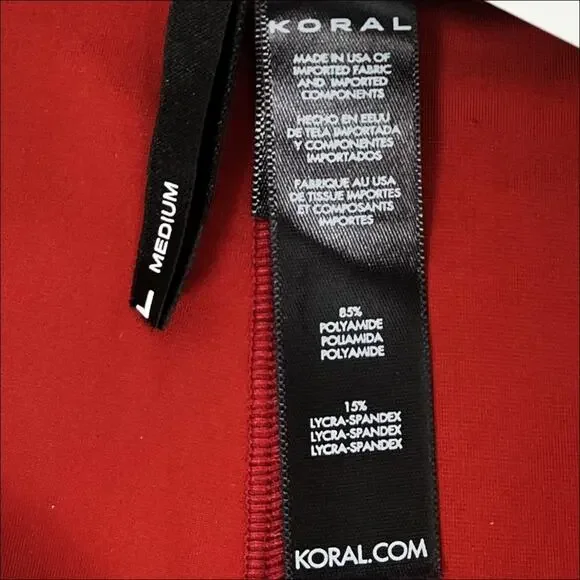 KORAL
MADE IN USA OF
IMPORTED FABRIC
AND IMPORTED
COMPONENTS
HECHO EN EEUU
DE TELA IMPORTADA
Y COMPONENTES
IMPORTADOS
FABRIQUE AU USA
DE TISSUE IMPORTES
ET COMPOSANTS
IMPORTES
85%
POLYAMIDE
POLIAMIDA
POLYAMIDE
15%
LYCRA-SPANDEX
LYCRA-SPANDEX
LYCRA-SPANDEX
KORAL.COM
MEDIUM
L